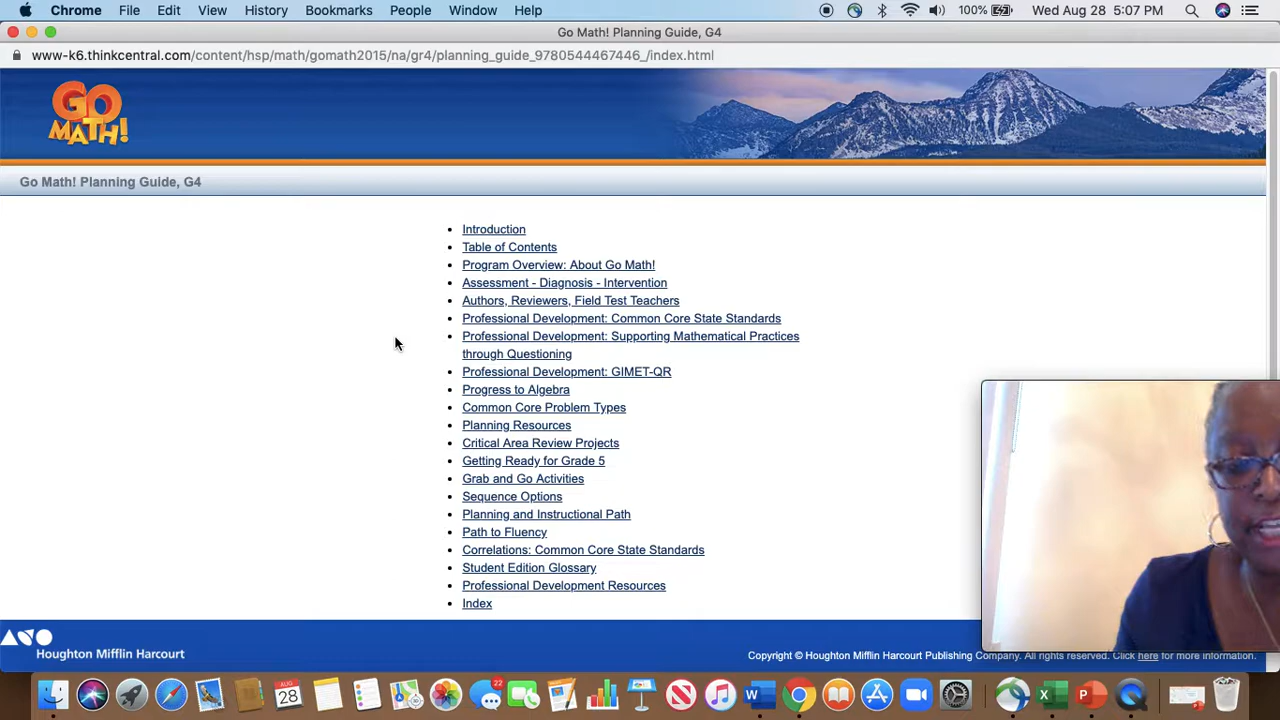 Chrome File Edit View History Bookmarks People Window Help 100% Wed Aug 28 5:07 PM
Go Math! Planning Guide, G4
www-k6.thinkcentral.com/content/hsp/math/gomath2015/na/gr4/planning_guide_9780544467446_/index.html
GO
MATH!
Go Math! Planning Guide, G4
Introduction
Table of Contents
Program Overview: About Go Math!
Assessment - Diagnosis - Intervention
Authors, Reviewers, Field Test Teachers
Professional Development: Common Core State Standards
Professional Development: Supporting Mathematical Practices
through Questioning
Professional Development: GIMET-QR
Progress to Algebra
Common Core Problem Types
Planning Resources
Critical Area Review Projects
Getting Ready for Grade 5
Grab and Go Activities
Sequence Options
Planning and Instructional Path
Path to Fluency
Correlations: Common Core State Standards
Student Edition Glossary
Professional Development Resources
Index
Houghton Mifflin Harcourt
Copyright © Houghton Mifflin Harcourt Publishing Company. All rights reserved. Click here for more information.
AUG
28
22